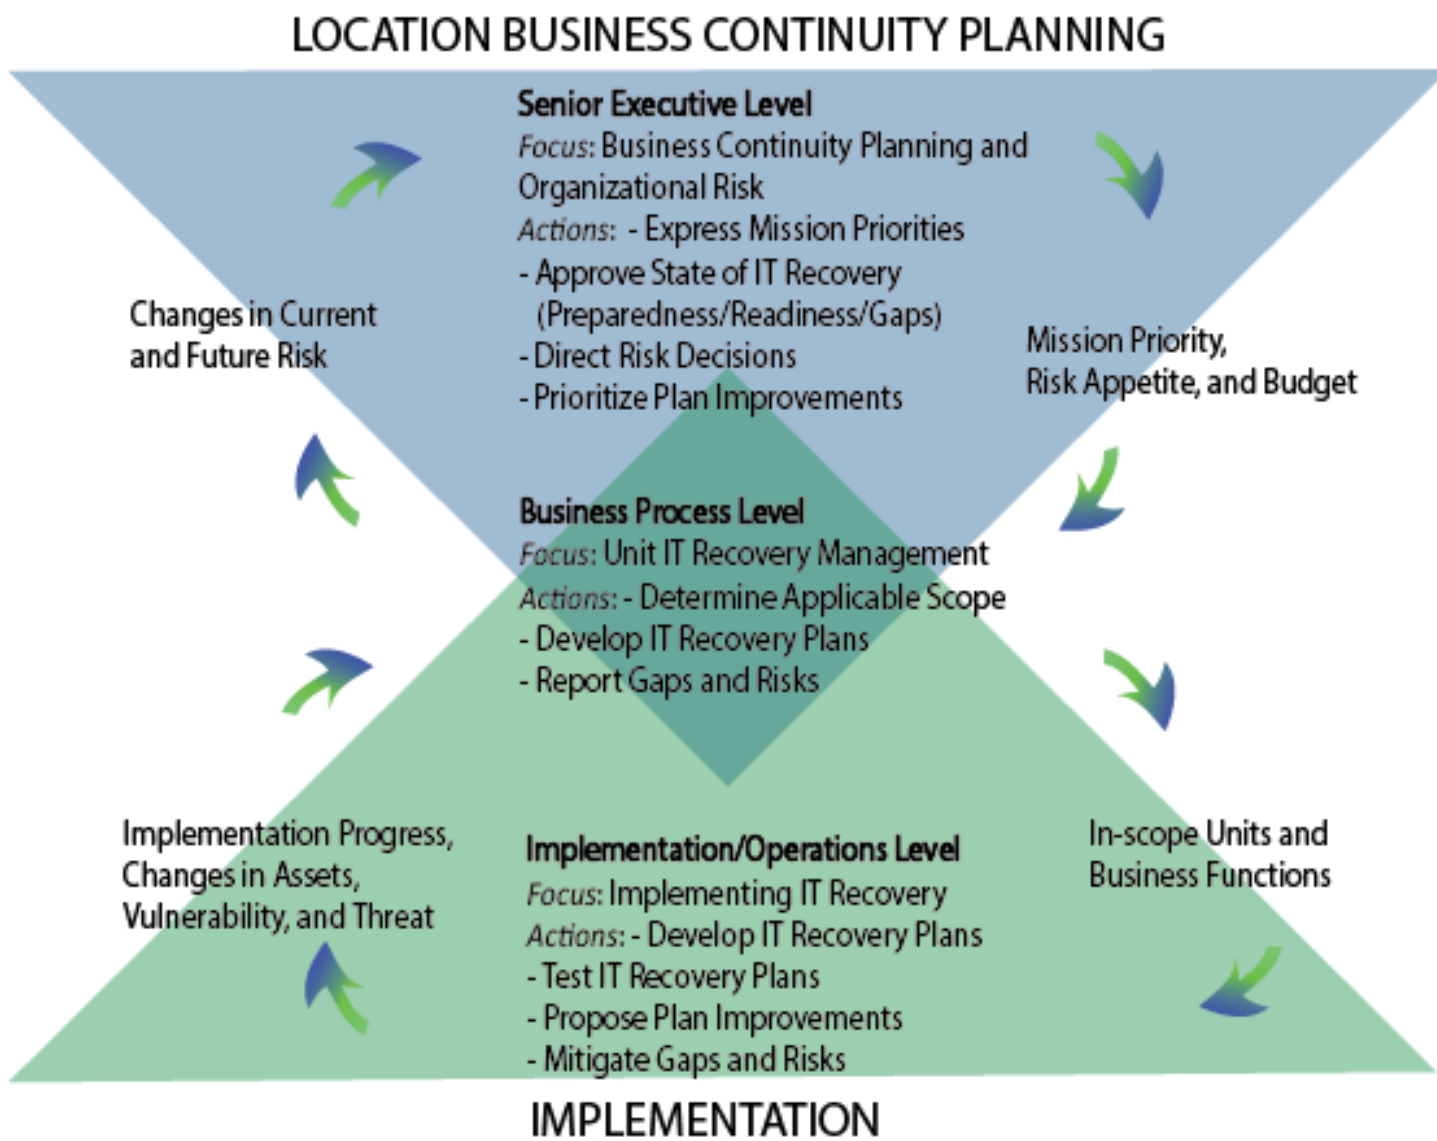 LOCATION BUSINESS CONTINUITY PLANNING
Senior Executive Level
Focus: Business Continuity Planning and
Organizational Risk
Actions: - Express Mission Priorities
- Approve State of IT Recovery
(Preparedness/Readiness/Gaps)
- Direct Risk Decisions
- Prioritize Plan Improvements
Changes in Current
and Future Risk
Mission Priority,
Risk Appetite, and Budget
Business Process Level
Focus: Unit IT Recovery Management
Actions: - Determine Applicable Scope
- Develop IT Recovery Plans
- Report Gaps and Risks
Implementation Progress,
Changes in Assets,
Vulnerability, and Threat
In-scope Units and
Business Functions
Implementation/Operations Level
Focus: Implementing IT Recovery
Actions: - Develop IT Recovery Plans
- Test IT Recovery Plans
- Propose Plan Improvements
- Mitigate Gaps and Risks
IMPLEMENTATION